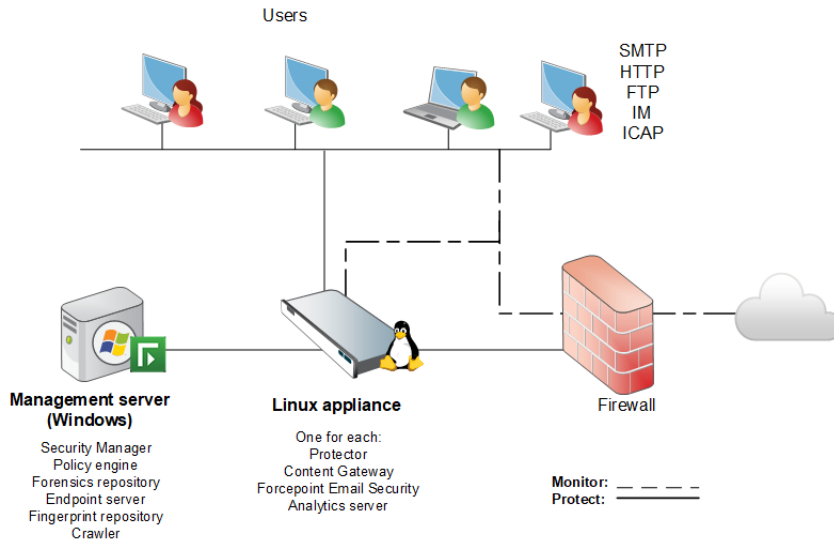 Users
SMTP
HTTP
FTP
IM
ICAP
Management server
(Windows)
Security Manager
Policy engine
Forensics repository
Endpoint server
Fingerprint repository
Crawler
Linux appliance
One for each:
Protector
Content Gateway
Forcepoint Email Security
Analytics server
Firewall
Monitor:
Protect: